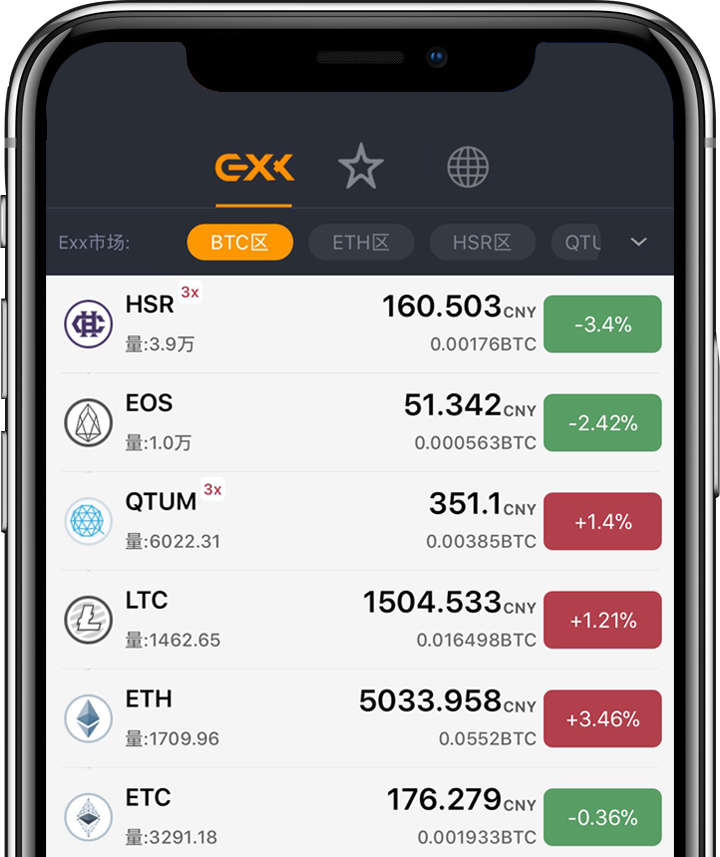 EXX
Exx市场: BTC区 ETH区 HSR区 QTU
HSR 3x 160.503CNY -3.4%
量:3.9万 0.00176BTC
EOS 51.342CNY -2.42%
量:1.0万 0.000563BTC
QTUM 3x 351.1CNY +1.4%
量:6022.31 0.00385BTC
LTC 1504.533CNY +1.21%
量:1462.65 0.016498BTC
ETH 5033.958CNY +3.46%
量:1709.96 0.0552BTC
ETC 176.279CNY -0.36%
量:3291.18 0.001933BTC